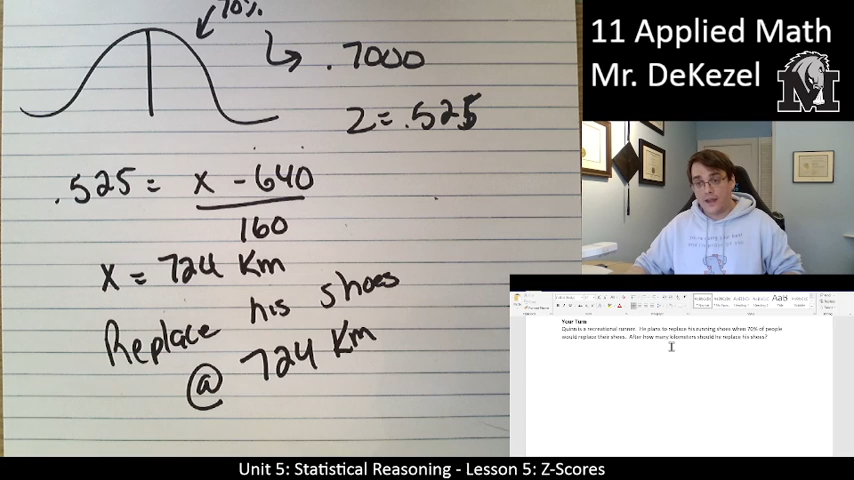 70%
.7000
Z = .525
.525 = x - 640
160
x = 724 Km
Replace his shoes
@ 724 Km
11 Applied Math
Mr. DeKezel
M
Your Turn
Quinn is a recreational runner. He plans to replace his running shoes when 70% of people
would replace their shoes. After how many kilometers should he replace his shoes?
Unit 5: Statistical Reasoning - Lesson 5: Z-Scores